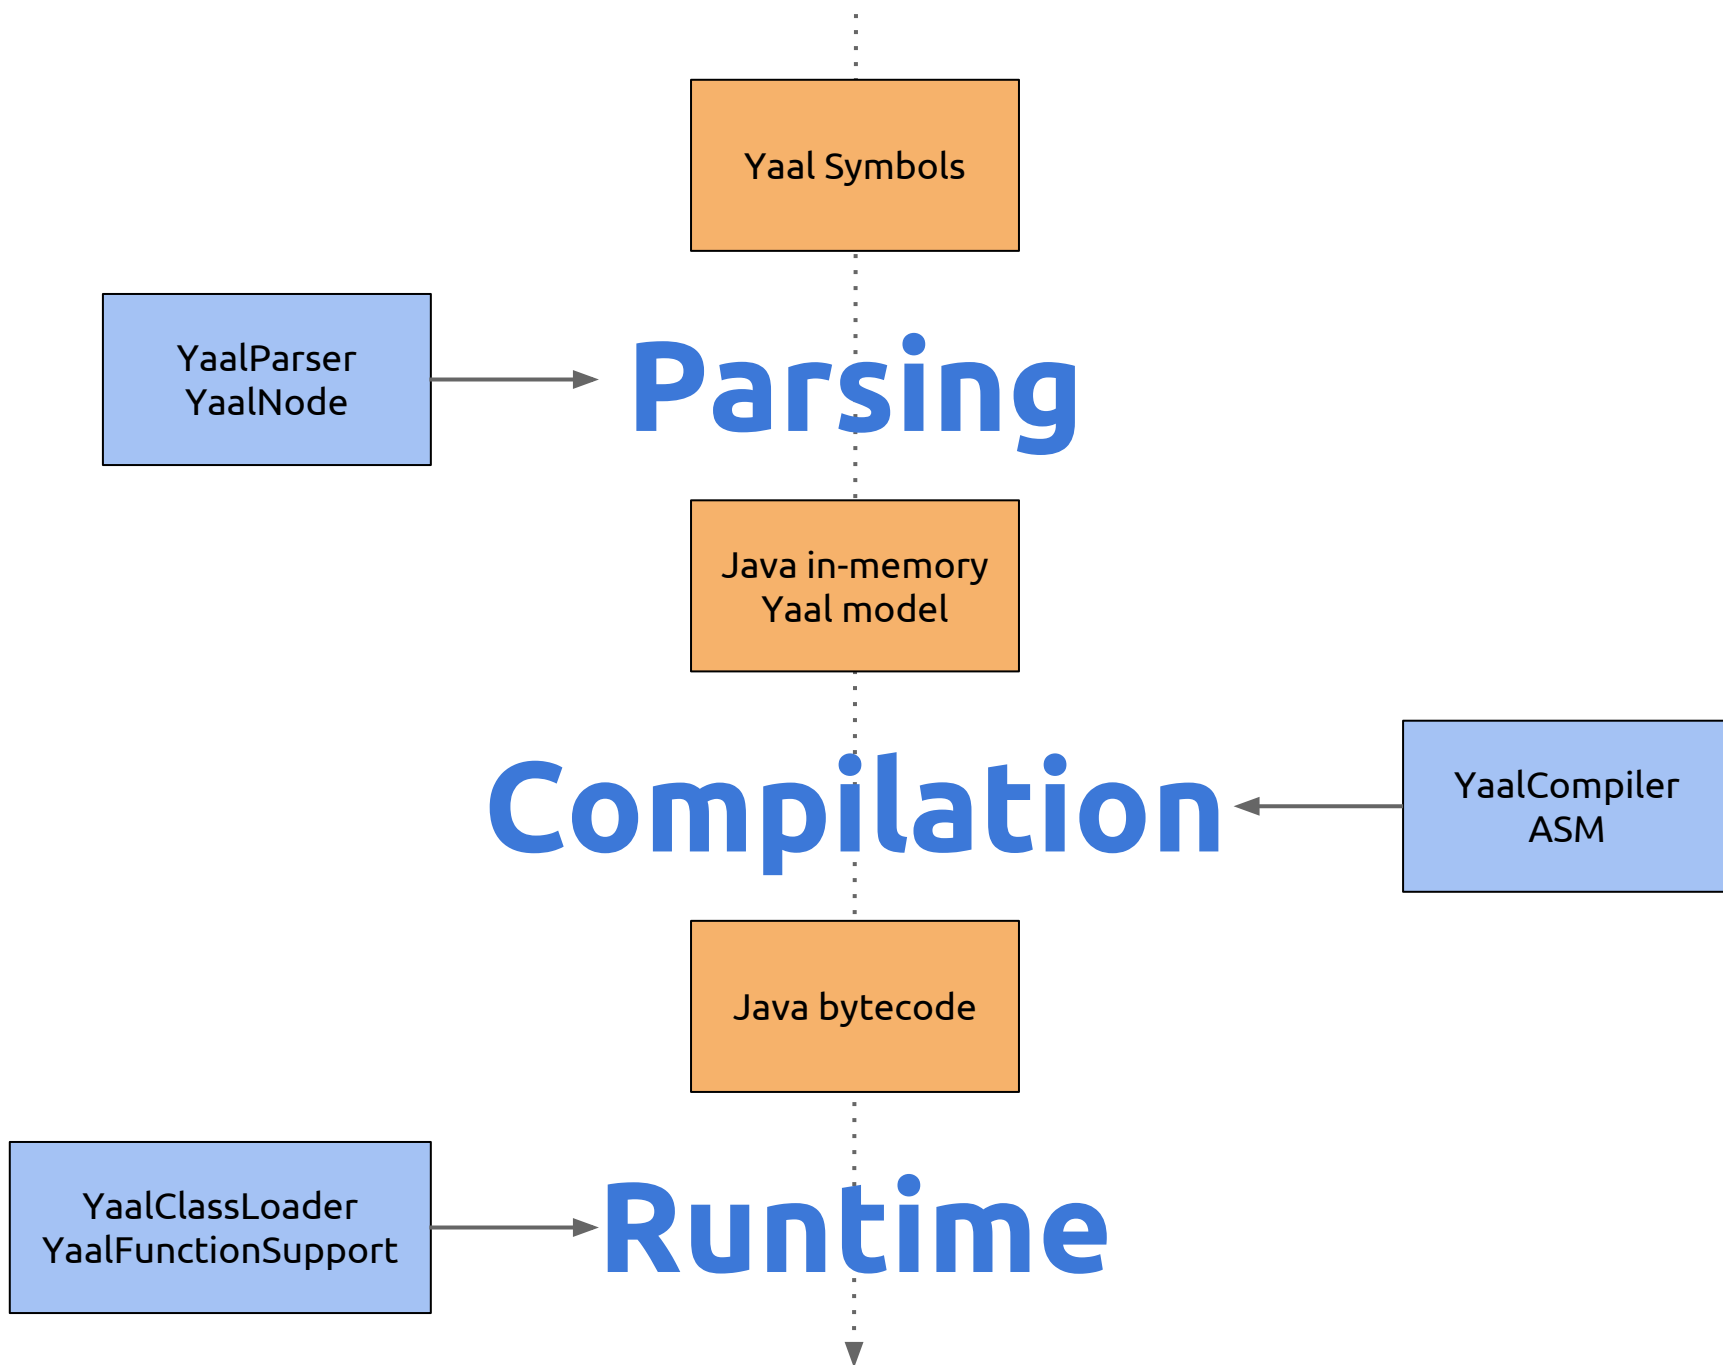 Yaal Symbols
YaalParser
YaalNode
Parsing
Java in-memory
Yaal model
Compilation
YaalCompiler
ASM
Java bytecode
YaalClassLoader
YaalFunctionSupport
Runtime